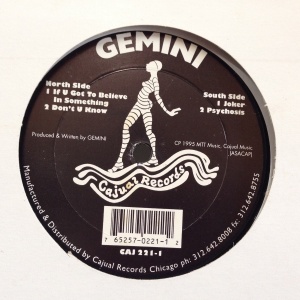 GEMINI
North Side
1 If U Got To Believe
In Something
2 Don't U Know
South Side
1 Joker
2 Psychosis
Produced & Written by GEMINI
CP 1995 MTT Music, Cajual Music
(ASACAP)
Cajual Records
7 65257-0221-1 2
CAJ 221-1
Manufactured & Distributed by Cajual Records Chicago ph: 312.642.8008 fx: 312.642.8755